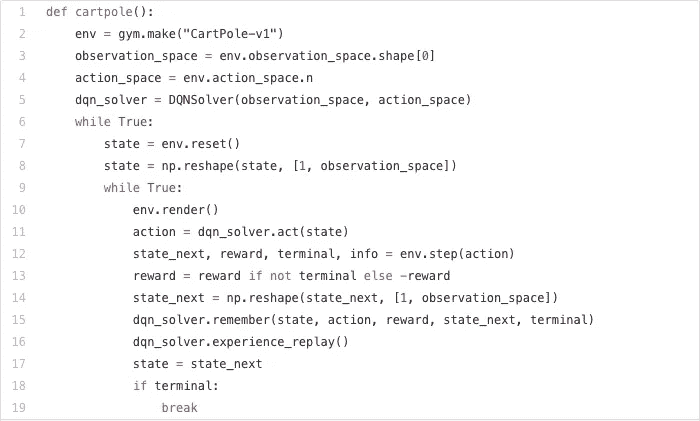 1 def cartpole():
2     env = gym.make("CartPole-v1")
3     observation_space = env.observation_space.shape[0]
4     action_space = env.action_space.n
5     dqn_solver = DQNSolver(observation_space, action_space)
6     while True:
7         state = env.reset()
8         state = np.reshape(state, [1, observation_space])
9         while True:
10             env.render()
11             action = dqn_solver.act(state)
12             state_next, reward, terminal, info = env.step(action)
13             reward = reward if not terminal else -reward
14             state_next = np.reshape(state_next, [1, observation_space])
15             dqn_solver.remember(state, action, reward, state_next, terminal)
16             dqn_solver.experience_replay()
17             state = state_next
18             if terminal:
19                 break